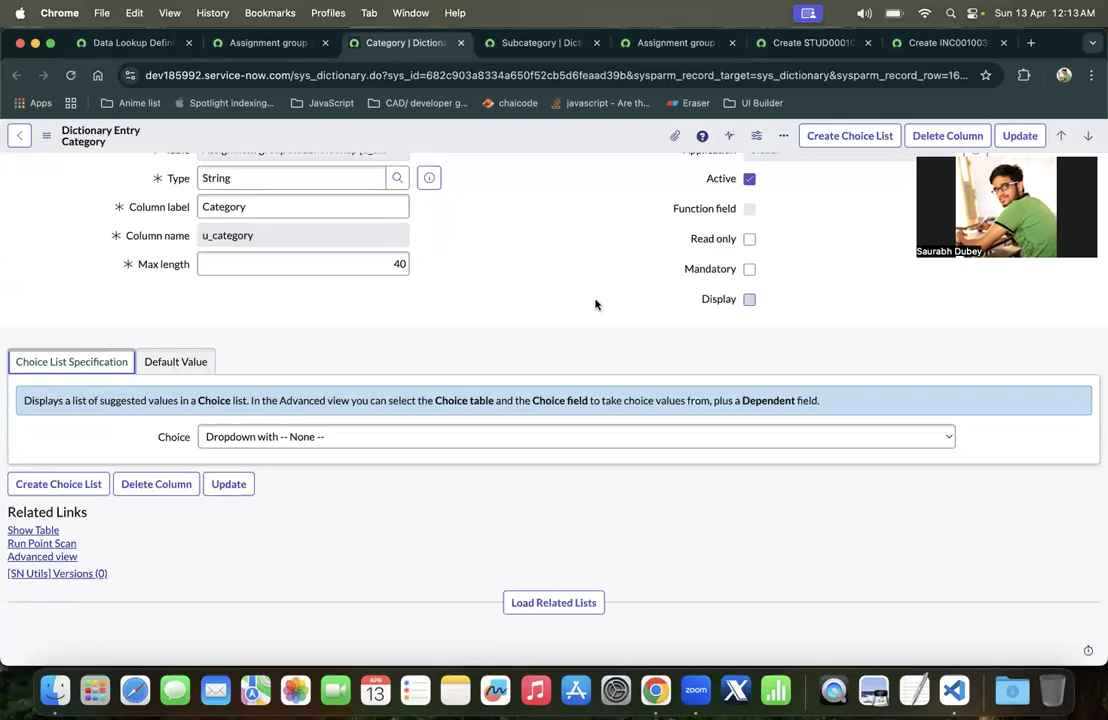 Chrome File Edit View History Bookmarks Profiles Tab Window Help Sun 13 Apr 12:13 AM
Data Lookup Defin Assignment group Category | Dictiona Subcategory | Dicti Assignment group Create STUD0001 Create INC001003
dev185992.service-now.com/sys_dictionary.do?sys_id=682c903a8334a650f52cb5d6feaad39b&sysparm_record_target=sys_dictionary&sysparm_record_row=16...
Apps Anime list Spotlight indexing... JavaScript CAD/ developer g... chaicode javascript - Are th... Eraser UI Builder
Dictionary Entry
Category
Create Choice List Delete Column Update
* Type String
Active
* Column label Category
Function field
* Column name u_category
Read only
* Max length 40
Mandatory
Display
Saurabh Dubey
Choice List Specification Default Value
Displays a list of suggested values in a Choice list. In the Advanced view you can select the Choice table and the Choice field to take choice values from, plus a Dependent field.
Choice Dropdown with -- None --
Create Choice List Delete Column Update
Related Links
Show Table
Run Point Scan
Advanced view
[SN Utils] Versions (0)
Load Related Lists
APR
13
zoom